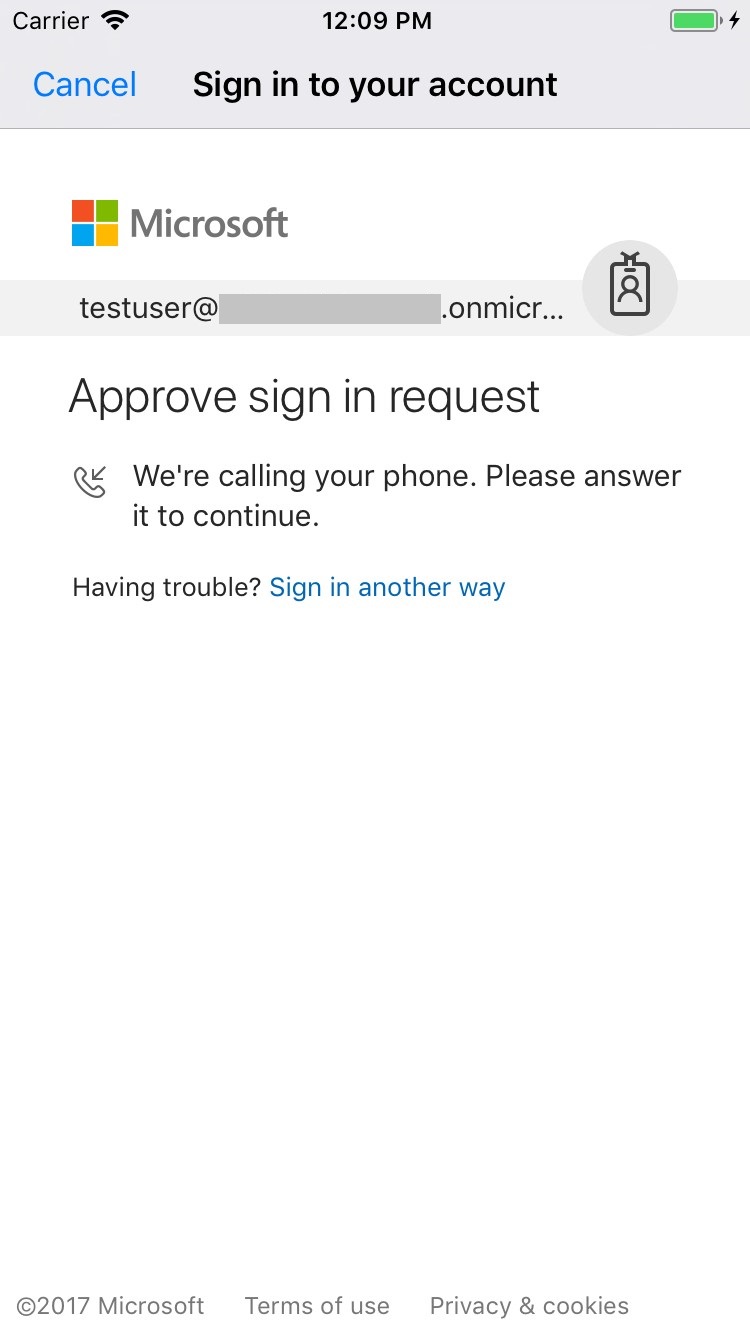 Carrier 12:09 PM
Cancel Sign in to your account
Microsoft
testuser@ .onmicr...
Approve sign in request
We're calling your phone. Please answer
it to continue.
Having trouble? Sign in another way
©2017 Microsoft Terms of use Privacy & cookies